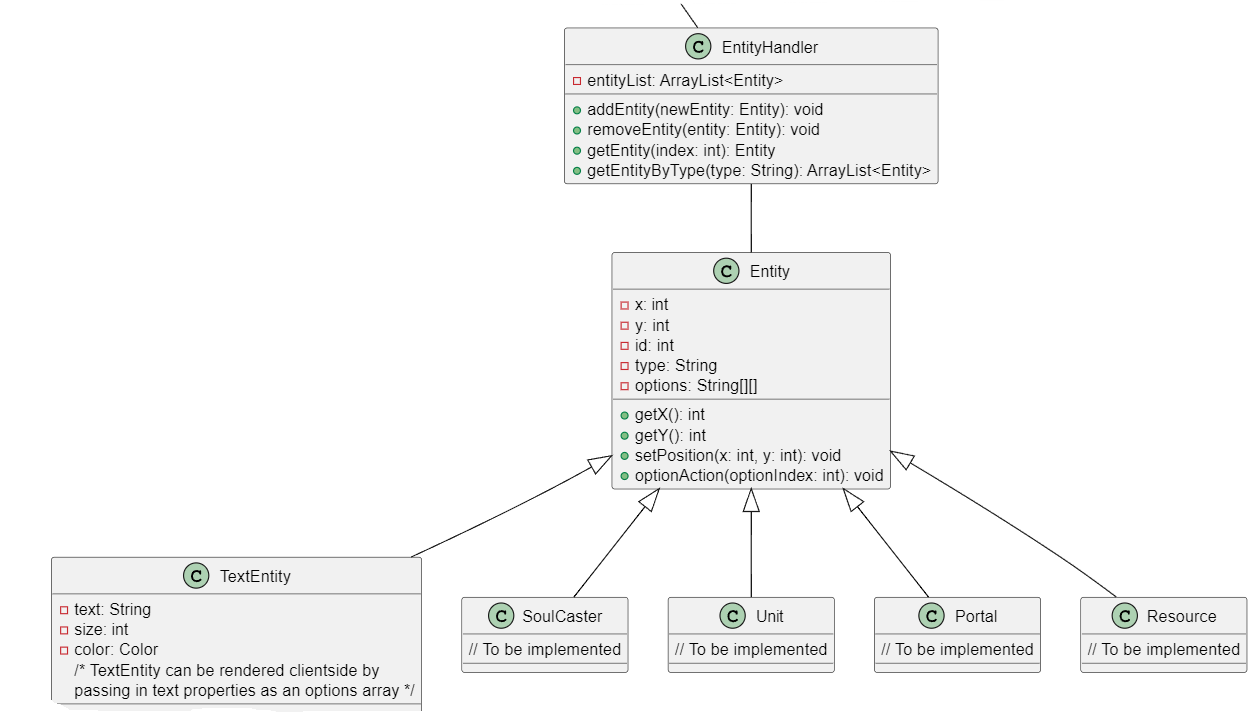 C EntityHandler
entityList: ArrayList<Entity>
addEntity(newEntity: Entity): void
removeEntity(entity: Entity): void
getEntity(index: int): Entity
getEntityByType(type: String): ArrayList<Entity>
C Entity
x: int
y: int
id: int
type: String
options: String[][]
getX(): int
getY(): int
setPosition(x: int, y: int): void
optionAction(optionIndex: int): void
C TextEntity
text: String
size: int
color: Color
/* TextEntity can be rendered clientside by
passing in text properties as an options array */
C SoulCaster
// To be implemented
C Unit
// To be implemented
C Portal
// To be implemented
C Resource
// To be implemented